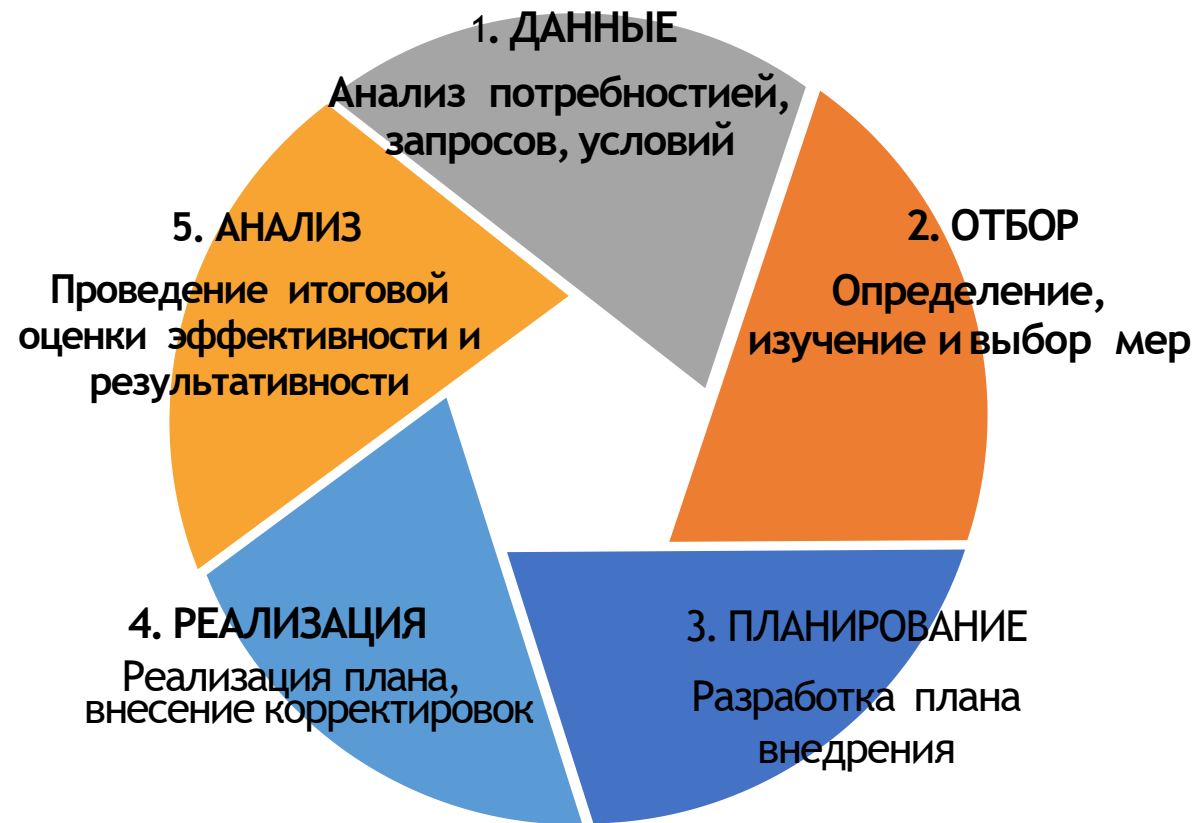 1. ДАННЫЕ
Анализ потребностией,
запросов, условий
2. ОТБОР
Определение,
изучение и выбор мер
3. ПЛАНИРОВАНИЕ
Разработка плана
внедрения
4. РЕАЛИЗАЦИЯ
Реализация плана,
внесение корректировок
5. АНАЛИЗ
Проведение итоговой
оценки эффективности и
результативности